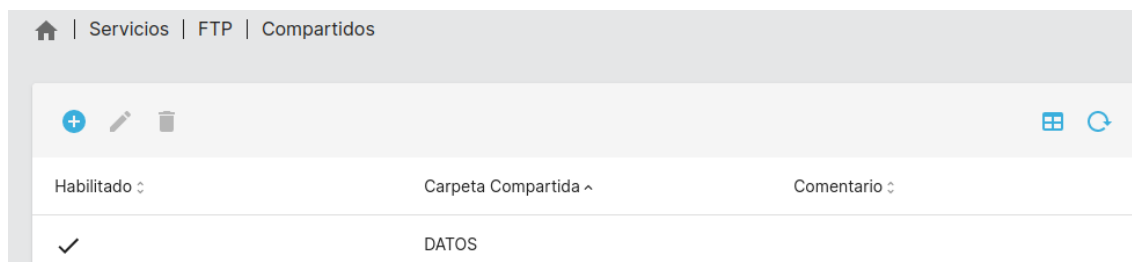 | Servicios | FTP | Compartidos
Habilitado Carpeta Compartida Comentario
DATOS